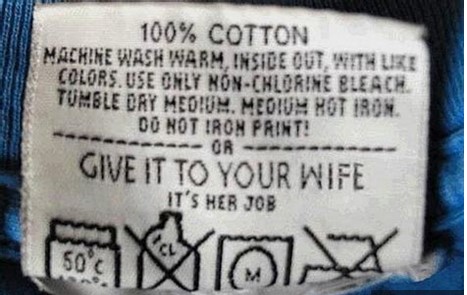 100% COTTON
MACHINE WASH WARM, INSIDE OUT, WITH LIKE
COLORS. USE ONLY NON-CHLORINE BLEACH.
TUMBLE DRY MEDIUM. MEDIUM HOT IRON.
DO NOT IRON PRINT!
OR
GIVE IT TO YOUR WIFE
IT'S HER JOB
50°C
CL
M